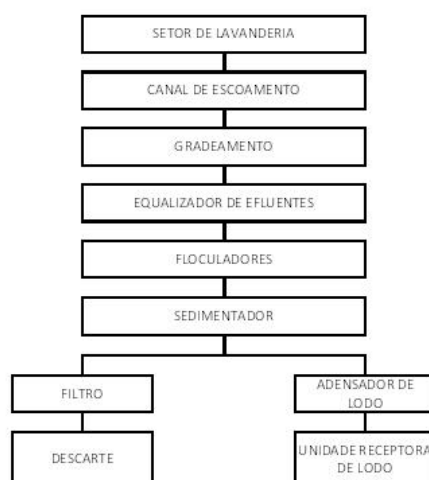 SETOR DE LAVANDERIA
CANAL DE ESCOAMENTO
GRADEAMENTO
EQUALIZADOR DE EFLUENTES
FLOCULADORES
SEDIMENTADOR
FILTRO
ADENSADOR DE
LODO
DESCARTE
UNIDADE RECEPTORA
DE LODO